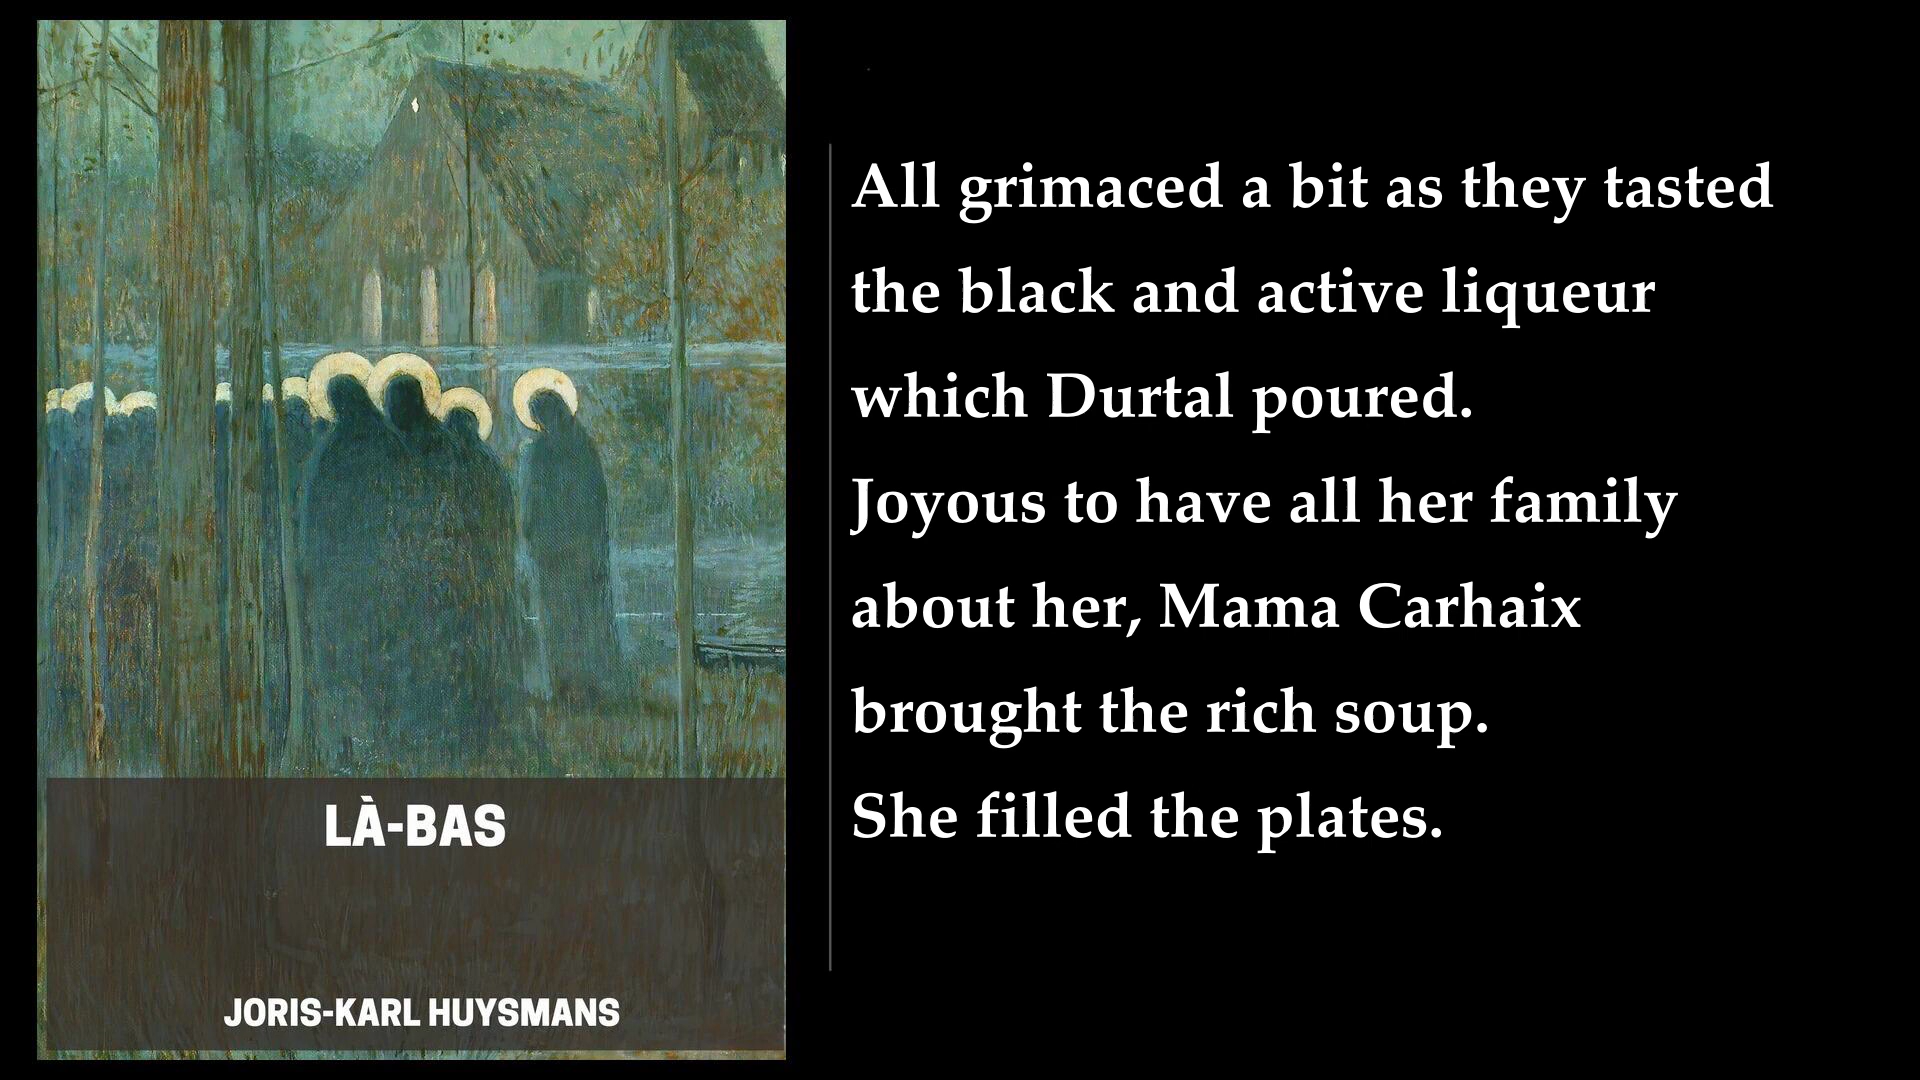 LÀ-BAS
JORIS-KARL HUYSMANS
All grimaced a bit as they tasted
the black and active liqueur
which Durtal poured.
Joyous to have all her family
about her, Mama Carhaix
brought the rich soup.
She filled the plates.